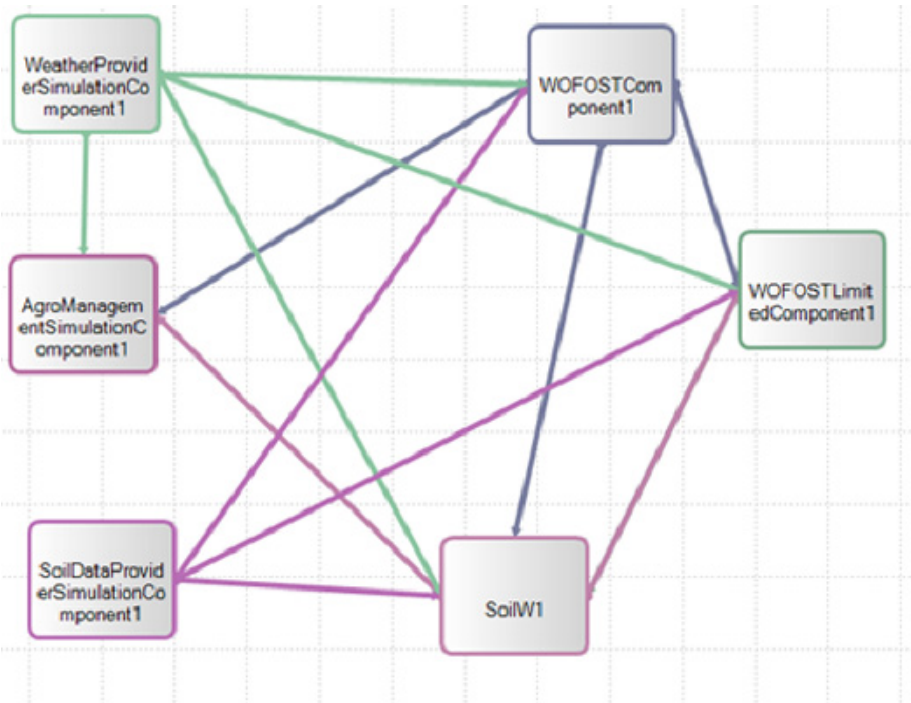 WeatherProvid
erSimulationCo
mponent1
WOFOSTCom
ponent1
AgroManagem
entSimulationC
omponent1
WOFOSTLimit
edComponent1
SoilDataProvid
erSimulationCo
mponent1
SoilW1